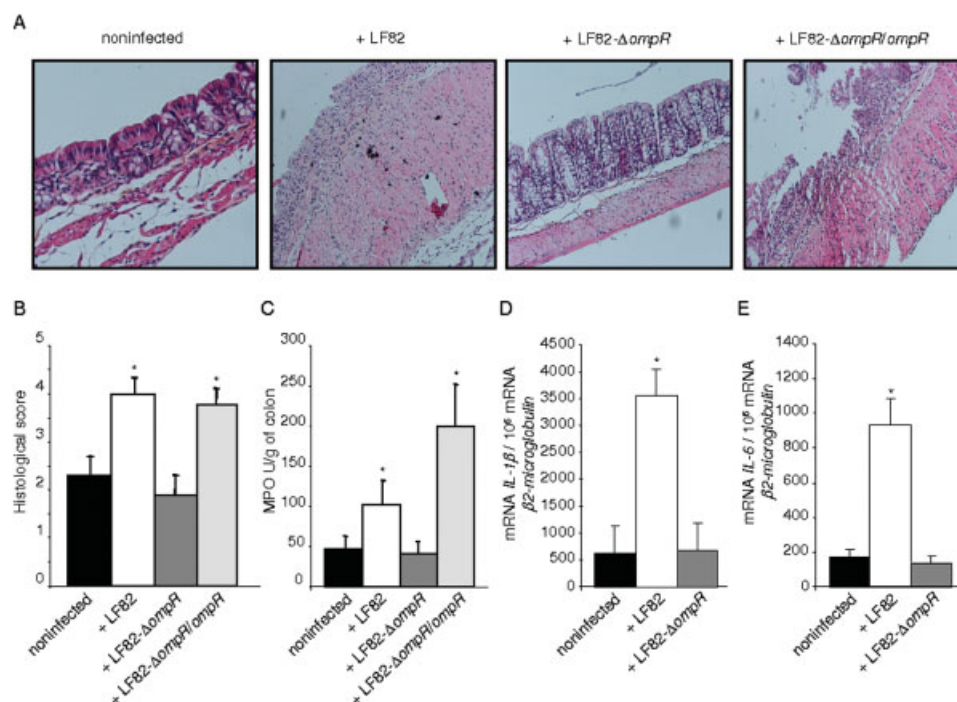 A
noninfected
+ LF82
+ LF82-ΔompR
+ LF82-ΔompR/ompR
B
Histological score
6
5
4
3
2
1
0
*
*
noninfected
+ LF82
+ LF82-ΔompR
+ LF82-ΔompR/ompR
C
MPO U/g of colon
300
250
200
150
100
50
0
*
*
noninfected
+ LF82
+ LF82-ΔompR
+ LF82-ΔompR/ompR
D
mRNA IL-1β / 10⁶ mRNA
β2-microglobulin
4500
4000
3500
3000
2500
2000
1500
1000
500
0
*
noninfected
+ LF82
+ LF82-ΔompR
E
mRNA IL-6 / 10⁶ mRNA
β2-microglobulin
1400
1200
1000
800
600
400
200
0
*
noninfected
+ LF82
+ LF82-ΔompR